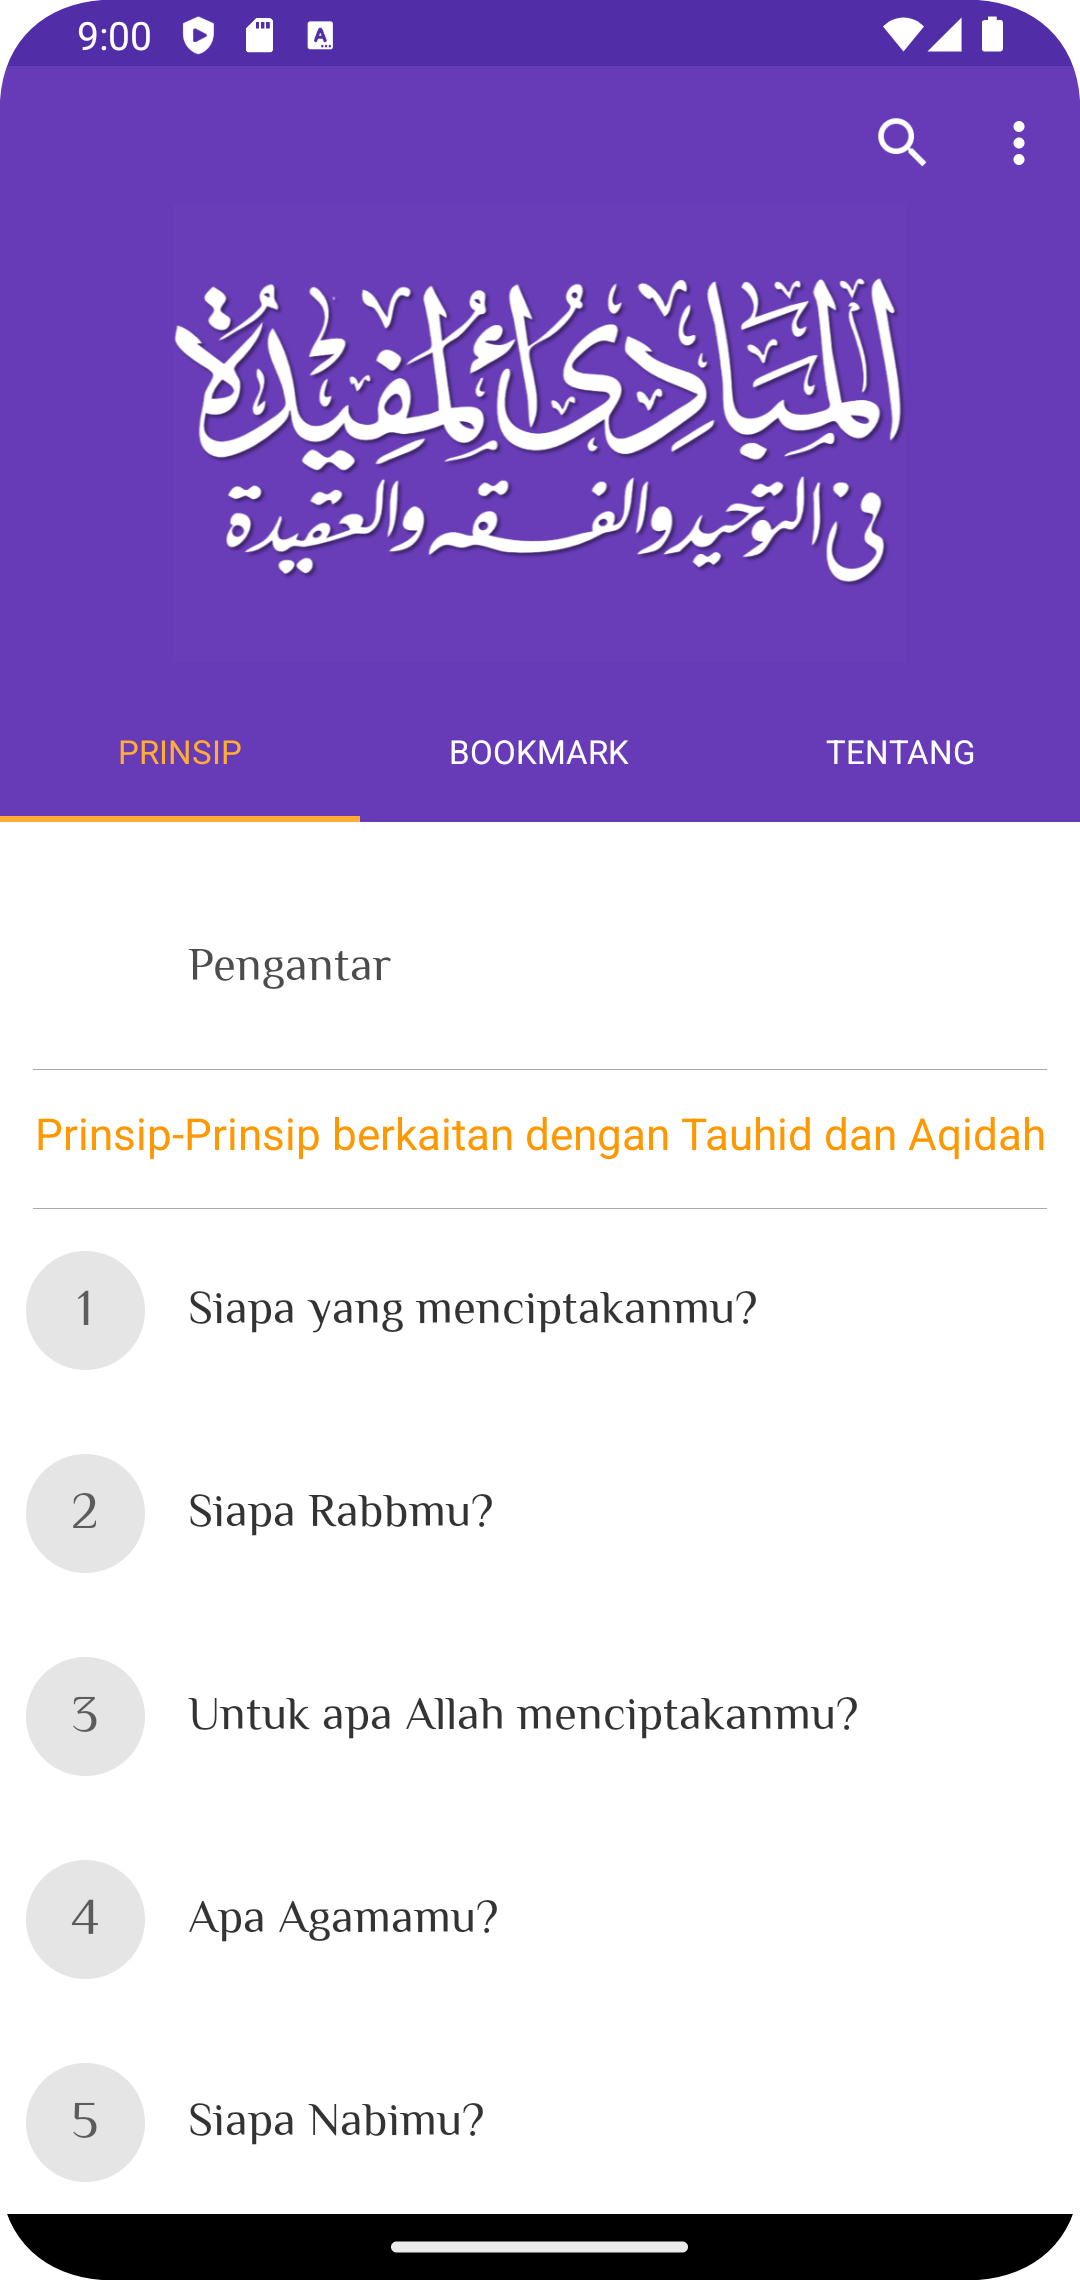 9:00
المبادئ المفيدة
في التوحيد والفقه والعقيدة
PRINSIP
BOOKMARK
TENTANG
Pengantar
Prinsip-Prinsip berkaitan dengan Tauhid dan Aqidah
1 Siapa yang menciptakanmu?
2 Siapa Rabbmu?
3 Untuk apa Allah menciptakanmu?
4 Apa Agamamu?
5 Siapa Nabimu?